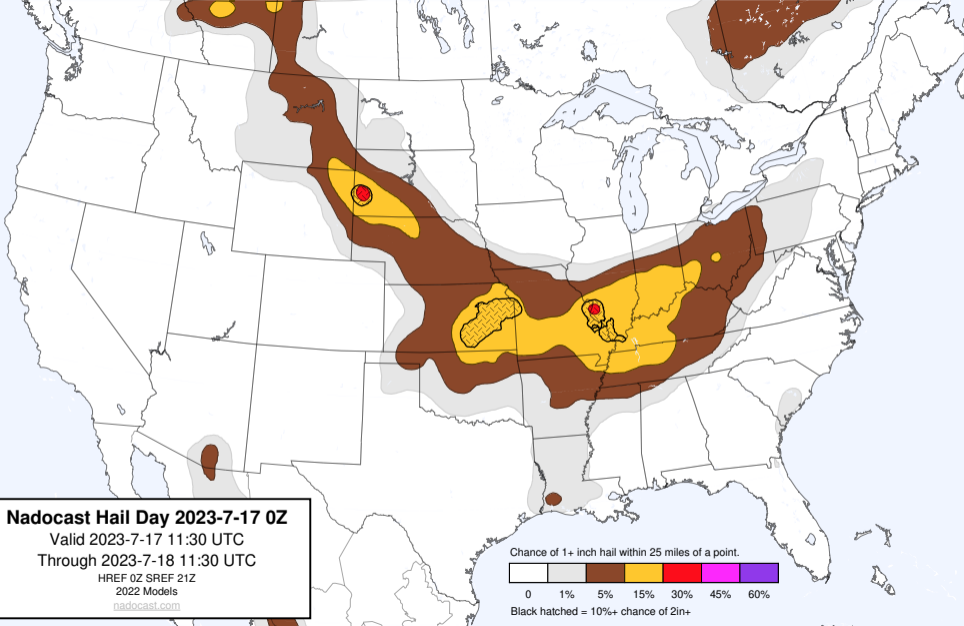 Nadocast Hail Day 2023-7-17 0Z
Valid 2023-7-17 11:30 UTC
Through 2023-7-18 11:30 UTC
HREF 0Z SREF 21Z
2022 Models
nadocast.com
Chance of 1+ inch hail within 25 miles of a point.
0 1% 5% 15% 30% 45% 60%
Black hatched = 10%+ chance of 2in+